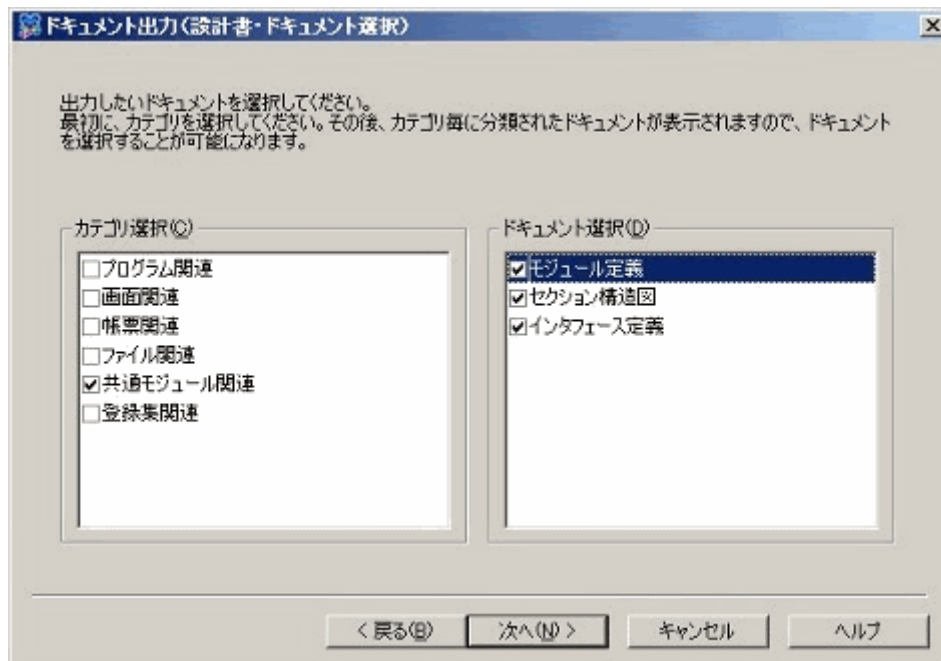 ドキュメント出力(設計書・ドキュメント選択)
出力したいドキュメントを選択してください。
最初に、カテゴリを選択してください。その後、カテゴリ毎に分類されたドキュメントが表示されますので、ドキュメント
を選択することが可能になります。
カテゴリ選択(C)
プログラム関連
画面関連
帳票関連
ファイル関連
共通モジュール関連
登録集関連
ドキュメント選択(D)
モジュール定義
セクション構造図
インタフェース定義
< 戻る(B)
次へ(N) >
キャンセル
ヘルプ